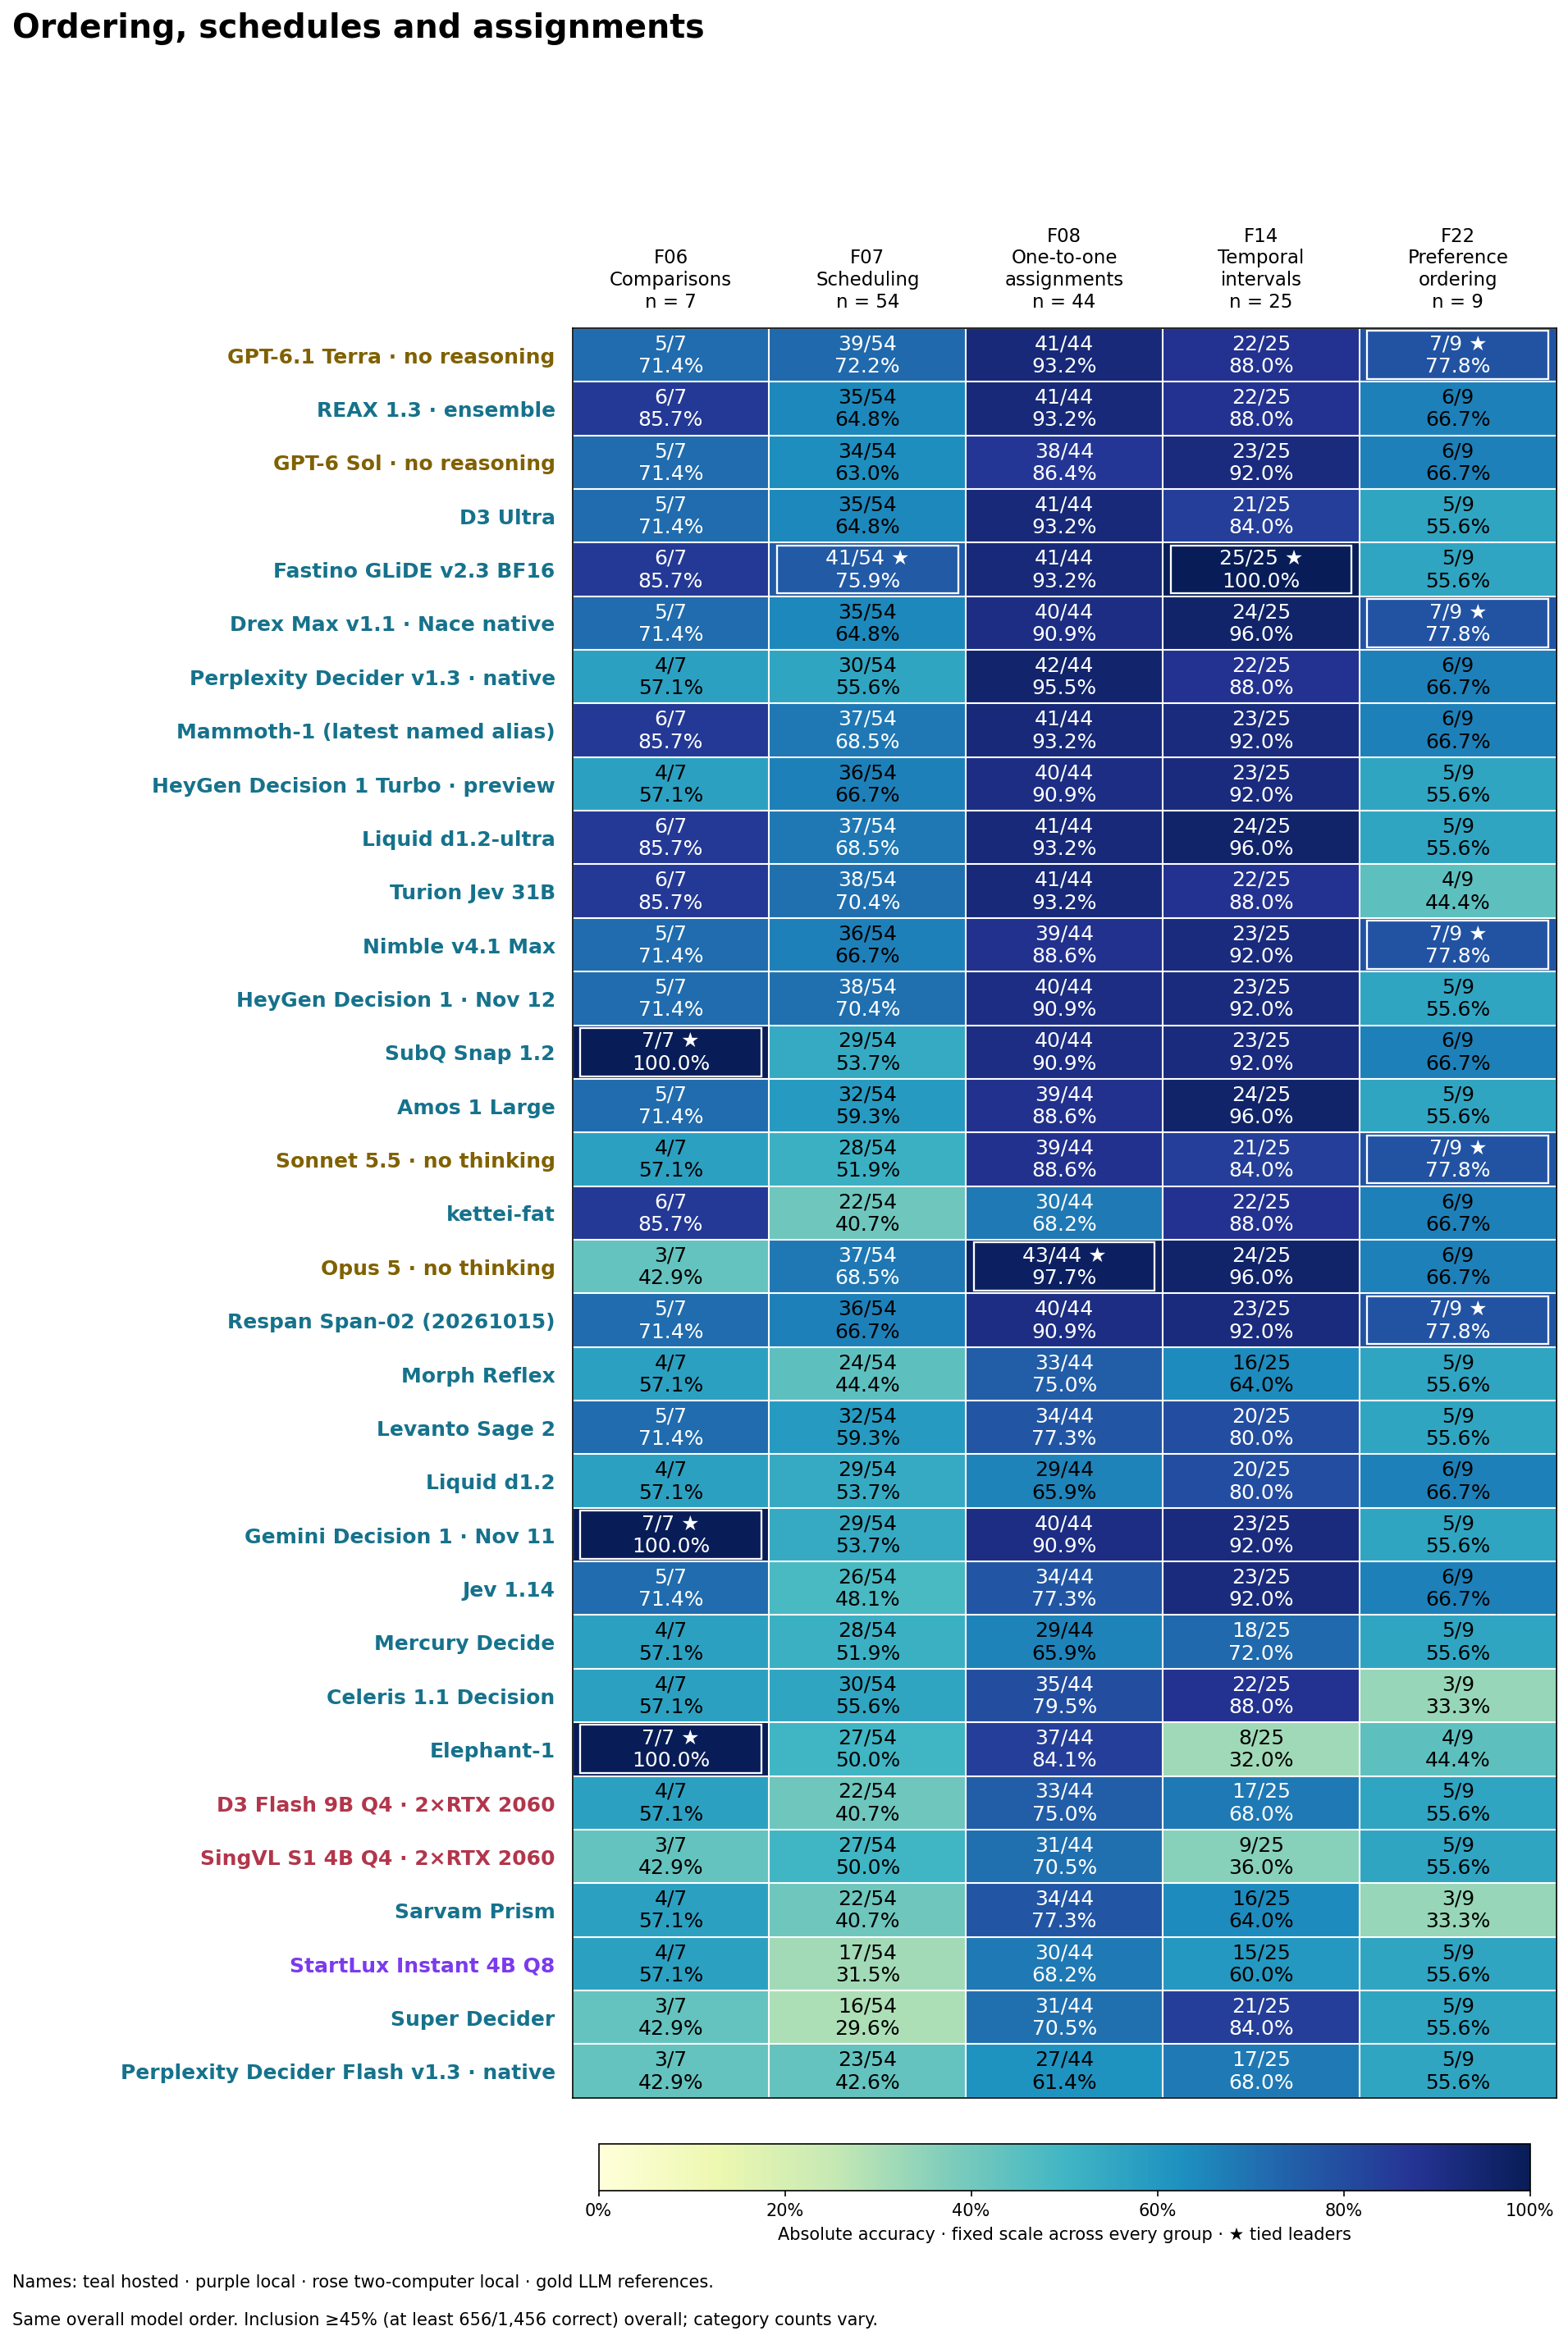 Ordering, schedules and assignments
F06
Comparisons
n = 7
F07
Scheduling
n = 54
F08
One-to-one
assignments
n = 44
F14
Temporal
intervals
n = 25
F22
Preference
ordering
n = 9
GPT-6.1 Terra · no reasoning
5/7 39/54 41/44 22/25 7/9 ★
71.4% 72.2% 93.2% 88.0% 77.8%
REAX 1.3 · ensemble
6/7 35/54 41/44 22/25 6/9
85.7% 64.8% 93.2% 88.0% 66.7%
GPT-6 Sol · no reasoning
5/7 34/54 38/44 23/25 6/9
71.4% 63.0% 86.4% 92.0% 66.7%
D3 Ultra
5/7 35/54 41/44 21/25 5/9
71.4% 64.8% 93.2% 84.0% 55.6%
Fastino GLiDE v2.3 BF16
6/7 41/54 ★ 41/44 25/25 ★ 5/9
85.7% 75.9% 93.2% 100.0% 55.6%
Drex Max v1.1 · Nace native
5/7 35/54 40/44 24/25 7/9 ★
71.4% 64.8% 90.9% 96.0% 77.8%
Perplexity Decider v1.3 · native
4/7 30/54 42/44 22/25 6/9
57.1% 55.6% 95.5% 88.0% 66.7%
Mammoth-1 (latest named alias)
6/7 37/54 41/44 23/25 6/9
85.7% 68.5% 93.2% 92.0% 66.7%
HeyGen Decision 1 Turbo · preview
4/7 36/54 40/44 23/25 5/9
57.1% 66.7% 90.9% 92.0% 55.6%
Liquid d1.2-ultra
6/7 37/54 41/44 24/25 5/9
85.7% 68.5% 93.2% 96.0% 55.6%
Turion Jev 31B
6/7 38/54 41/44 22/25 4/9
85.7% 70.4% 93.2% 88.0% 44.4%
Nimble v4.1 Max
5/7 36/54 39/44 23/25 7/9 ★
71.4% 66.7% 88.6% 92.0% 77.8%
HeyGen Decision 1 · Nov 12
5/7 38/54 40/44 23/25 5/9
71.4% 70.4% 90.9% 92.0% 55.6%
SubQ Snap 1.2
7/7 ★ 29/54 40/44 23/25 6/9
100.0% 53.7% 90.9% 92.0% 66.7%
Amos 1 Large
5/7 32/54 39/44 24/25 5/9
71.4% 59.3% 88.6% 96.0% 55.6%
Sonnet 5.5 · no thinking
4/7 28/54 39/44 21/25 7/9 ★
57.1% 51.9% 88.6% 84.0% 77.8%
kettei-fat
6/7 22/54 30/44 22/25 6/9
85.7% 40.7% 68.2% 88.0% 66.7%
Opus 5 · no thinking
3/7 37/54 43/44 ★ 24/25 6/9
42.9% 68.5% 97.7% 96.0% 66.7%
Respan Span-02 (20261015)
5/7 36/54 40/44 23/25 7/9 ★
71.4% 66.7% 90.9% 92.0% 77.8%
Morph Reflex
4/7 24/54 33/44 16/25 5/9
57.1% 44.4% 75.0% 64.0% 55.6%
Levanto Sage 2
5/7 32/54 34/44 20/25 5/9
71.4% 59.3% 77.3% 80.0% 55.6%
Liquid d1.2
4/7 29/54 29/44 20/25 6/9
57.1% 53.7% 65.9% 80.0% 66.7%
Gemini Decision 1 · Nov 11
7/7 ★ 29/54 40/44 23/25 5/9
100.0% 53.7% 90.9% 92.0% 55.6%
Jev 1.14
5/7 26/54 34/44 23/25 6/9
71.4% 48.1% 77.3% 92.0% 66.7%
Mercury Decide
4/7 28/54 29/44 18/25 5/9
57.1% 51.9% 65.9% 72.0% 55.6%
Celeris 1.1 Decision
4/7 30/54 35/44 22/25 3/9
57.1% 55.6% 79.5% 88.0% 33.3%
Elephant-1
7/7 ★ 27/54 37/44 8/25 4/9
100.0% 50.0% 84.1% 32.0% 44.4%
D3 Flash 9B Q4 · 2×RTX 2060
4/7 22/54 33/44 17/25 5/9
57.1% 40.7% 75.0% 68.0% 55.6%
SingVL S1 4B Q4 · 2×RTX 2060
3/7 27/54 31/44 9/25 5/9
42.9% 50.0% 70.5% 36.0% 55.6%
Sarvam Prism
4/7 22/54 34/44 16/25 3/9
57.1% 40.7% 77.3% 64.0% 33.3%
StartLux Instant 4B Q8
4/7 17/54 30/44 15/25 5/9
57.1% 31.5% 68.2% 60.0% 55.6%
Super Decider
3/7 16/54 31/44 21/25 5/9
42.9% 29.6% 70.5% 84.0% 55.6%
Perplexity Decider Flash v1.3 · native
3/7 23/54 27/44 17/25 5/9
42.9% 42.6% 61.4% 68.0% 55.6%
0% 20% 40% 60% 80% 100%
Absolute accuracy · fixed scale across every group · ★ tied leaders
Names: teal hosted · purple local · rose two-computer local · gold LLM references.
Same overall model order. Inclusion ≥45% (at least 656/1,456 correct) overall; category counts vary.